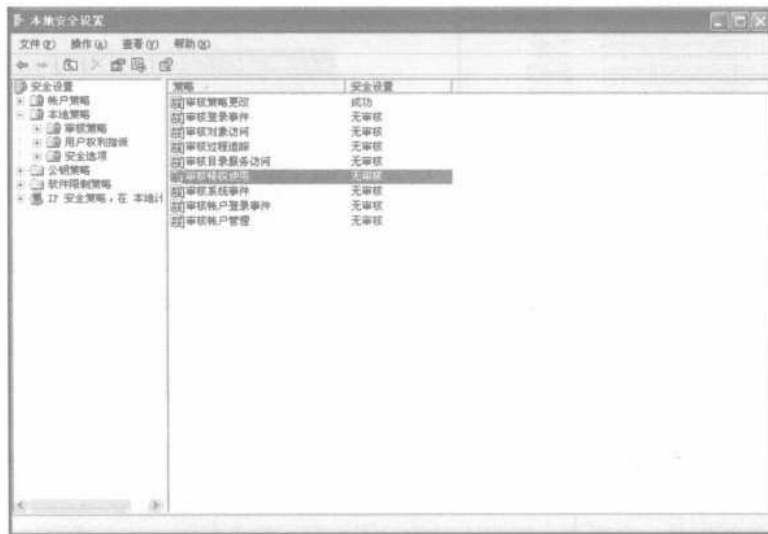 本地安全设置
文件(F) 操作(A) 查看(V) 帮助(H)
安全设置
帐户策略
本地策略
审核策略
用户权利指派
安全选项
公钥策略
软件限制策略
IP 安全策略，在 本地计
策略 安全设置
审核策略更改 成功
审核登录事件 无审核
审核对象访问 无审核
审核过程追踪 无审核
审核目录服务访问 无审核
审核特权使用 无审核
审核系统事件 无审核
审核帐户登录事件 无审核
审核帐户管理 无审核